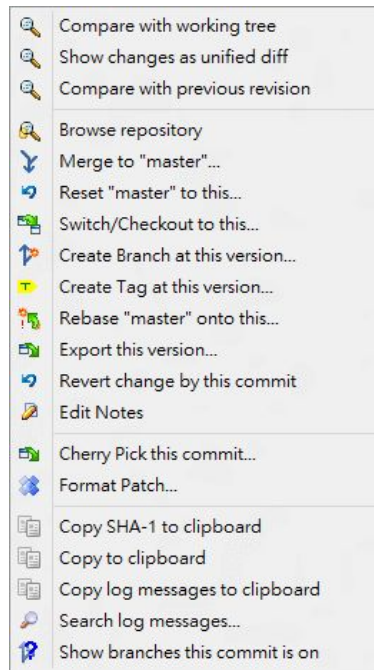 Compare with working tree
Show changes as unified diff
Compare with previous revision
Browse repository
Merge to "master"...
Reset "master" to this...
Switch/Checkout to this...
Create Branch at this version...
T
Create Tag at this version...
Rebase "master" onto this...
Export this version...
Revert change by this commit
Edit Notes
Cherry Pick this commit...
Format Patch...
Copy SHA-1 to clipboard
Copy to clipboard
Copy log messages to clipboard
Search log messages...
Show branches this commit is on